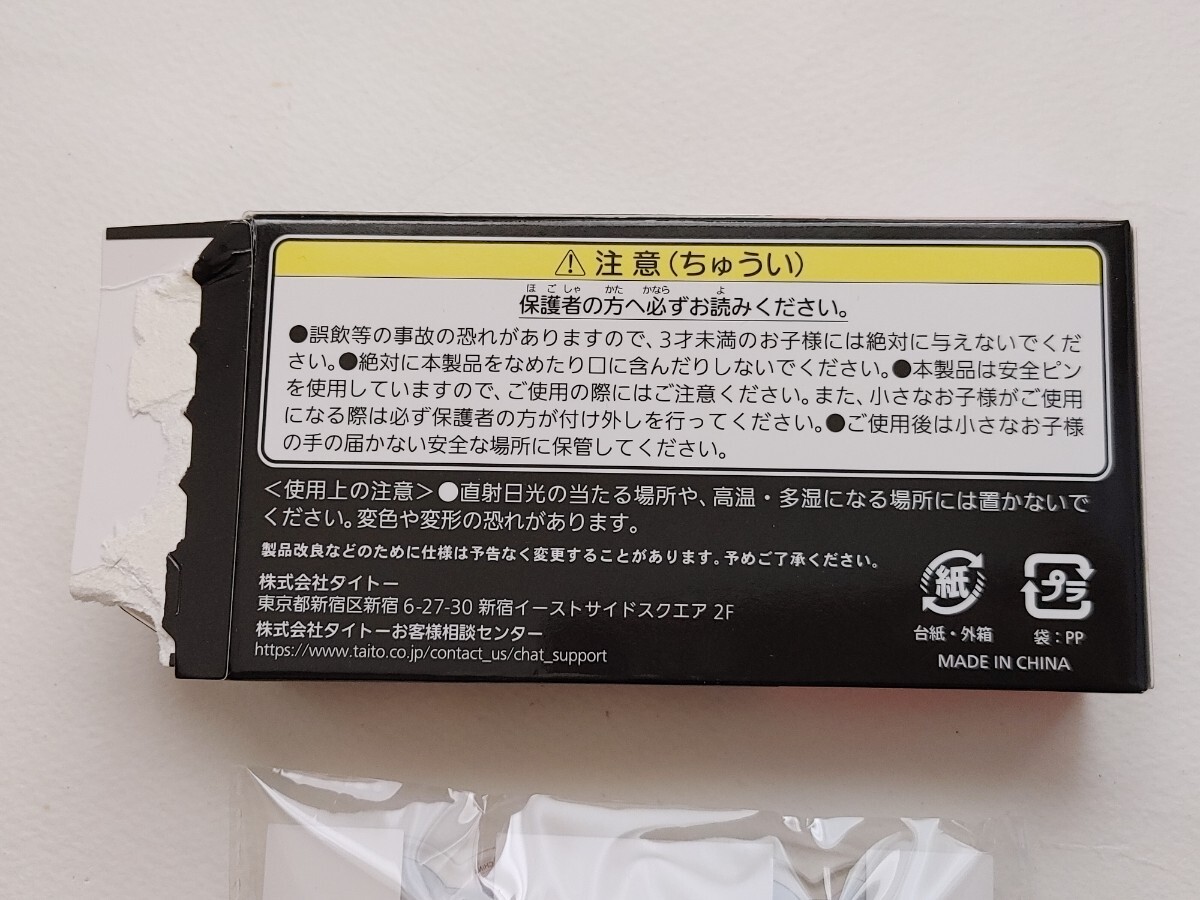 注意(ちゅうい)
保護者の方へ必ずお読みください。
●誤飲等の事故の恐れがありますので、3才未満のお子様には絶対に与えないでくだ
さい。●絶対に本製品をなめたり口に含んだりしないでください。●本製品は安全ピン
を使用していますので、ご使用の際にはご注意ください。また、小さなお子様がご使用
になる際は必ず保護者の方が付け外しを行ってください。●ご使用後は小さなお子様
の手の届かない安全な場所に保管してください。
<使用上の注意>●直射日光の当たる場所や、高温・多湿になる場所には置かないで
ください。変色や変形の恐れがあります。
製品改良などのために仕様は予告なく変更することがあります。予めご了承ください。
株式会社タイトー
東京都新宿区新宿 6-27-30 新宿イーストサイドスクエア 2F
株式会社タイトーお客様相談センター
https://www.taito.co.jp/contact_us/chat_support
紙
台紙・外箱
プラ
袋:PP
MADE IN CHINA